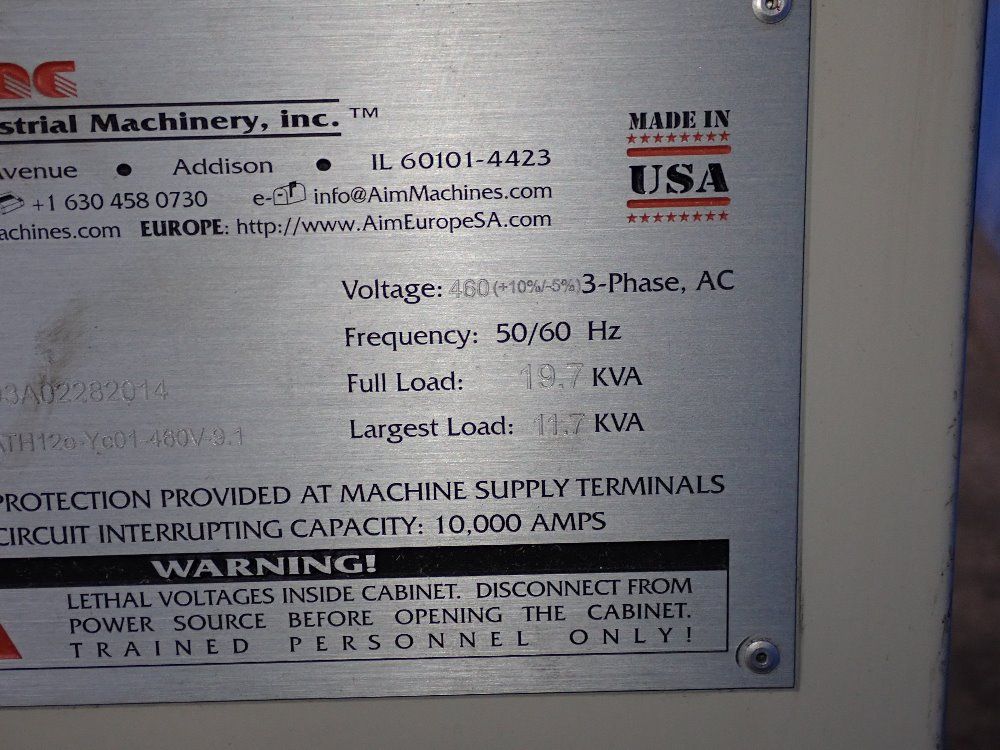 strial Machinery, inc.™
venue • Addison • IL 60101-4423
+1 630 458 0730 e- info@AimMachines.com
achines.com EUROPE: http://www.AimEuropeSA.com
MADE IN
USA
Voltage: 460(+10%/-5%)3-Phase, AC
Frequency: 50/60 Hz
Full Load: 19.7 KVA
Largest Load: 11.7 KVA
3A02282014
TH12e-Yc01-480V-9.1
PROTECTION PROVIDED AT MACHINE SUPPLY TERMINALS
CIRCUIT INTERRUPTING CAPACITY: 10,000 AMPS
WARNING!
LETHAL VOLTAGES INSIDE CABINET. DISCONNECT FROM
POWER SOURCE BEFORE OPENING THE CABINET.
TRAINED PERSONNEL ONLY!